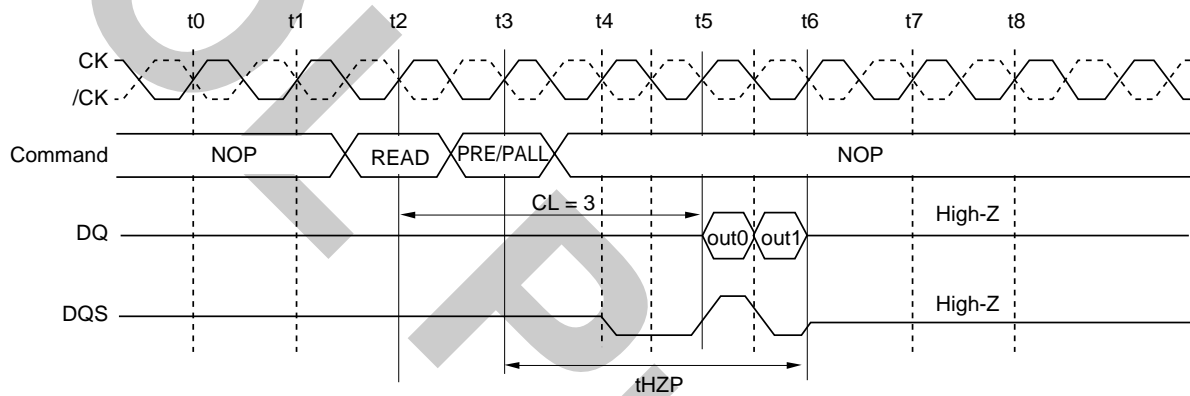 t0 t1 t2 t3 t4 t5 t6 t7 t8
CK
/CK
Command NOP READ PRE/PALL NOP
CL = 3
DQ out0 out1 High-Z
DQS High-Z
tHZP